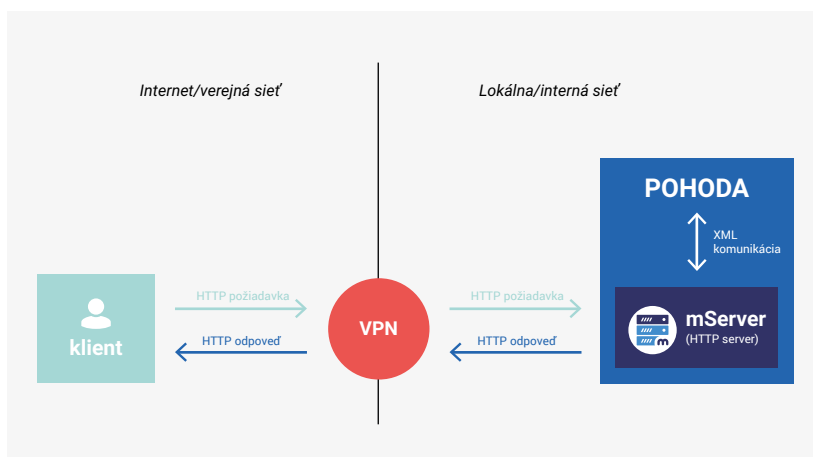 Internet/verejná sieť
Lokálna/interná sieť
POHODA
XML
komunikácia
klient
HTTP požiadavka
HTTP odpoveď
VPN
HTTP požiadavka
HTTP odpoveď
m
mServer
(HTTP server)